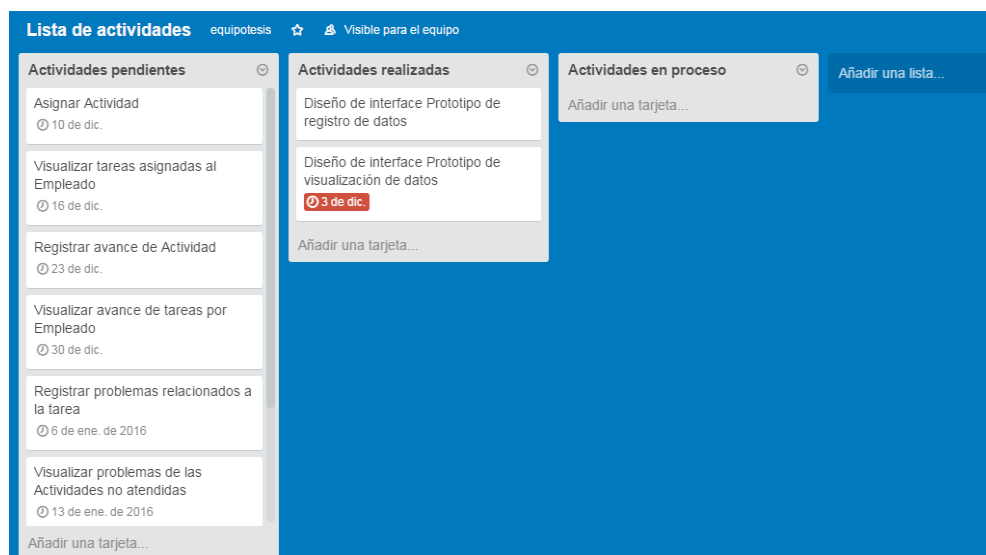 Lista de actividades equipotesis Visible para el equipo
Actividades pendientes
Asignar Actividad
10 de dic.
Visualizar tareas asignadas al
Empleado
16 de dic.
Registrar avance de Actividad
23 de dic.
Visualizar avance de tareas por
Empleado
30 de dic.
Registrar problemas relacionados a
la tarea
6 de ene. de 2016
Visualizar problemas de las
Actividades no atendidas
13 de ene. de 2016
Añadir una tarjeta...
Actividades realizadas
Diseño de interface Prototipo de
registro de datos
Diseño de interface Prototipo de
visualización de datos
3 de dic.
Añadir una tarjeta...
Actividades en proceso
Añadir una tarjeta...
Añadir una lista...